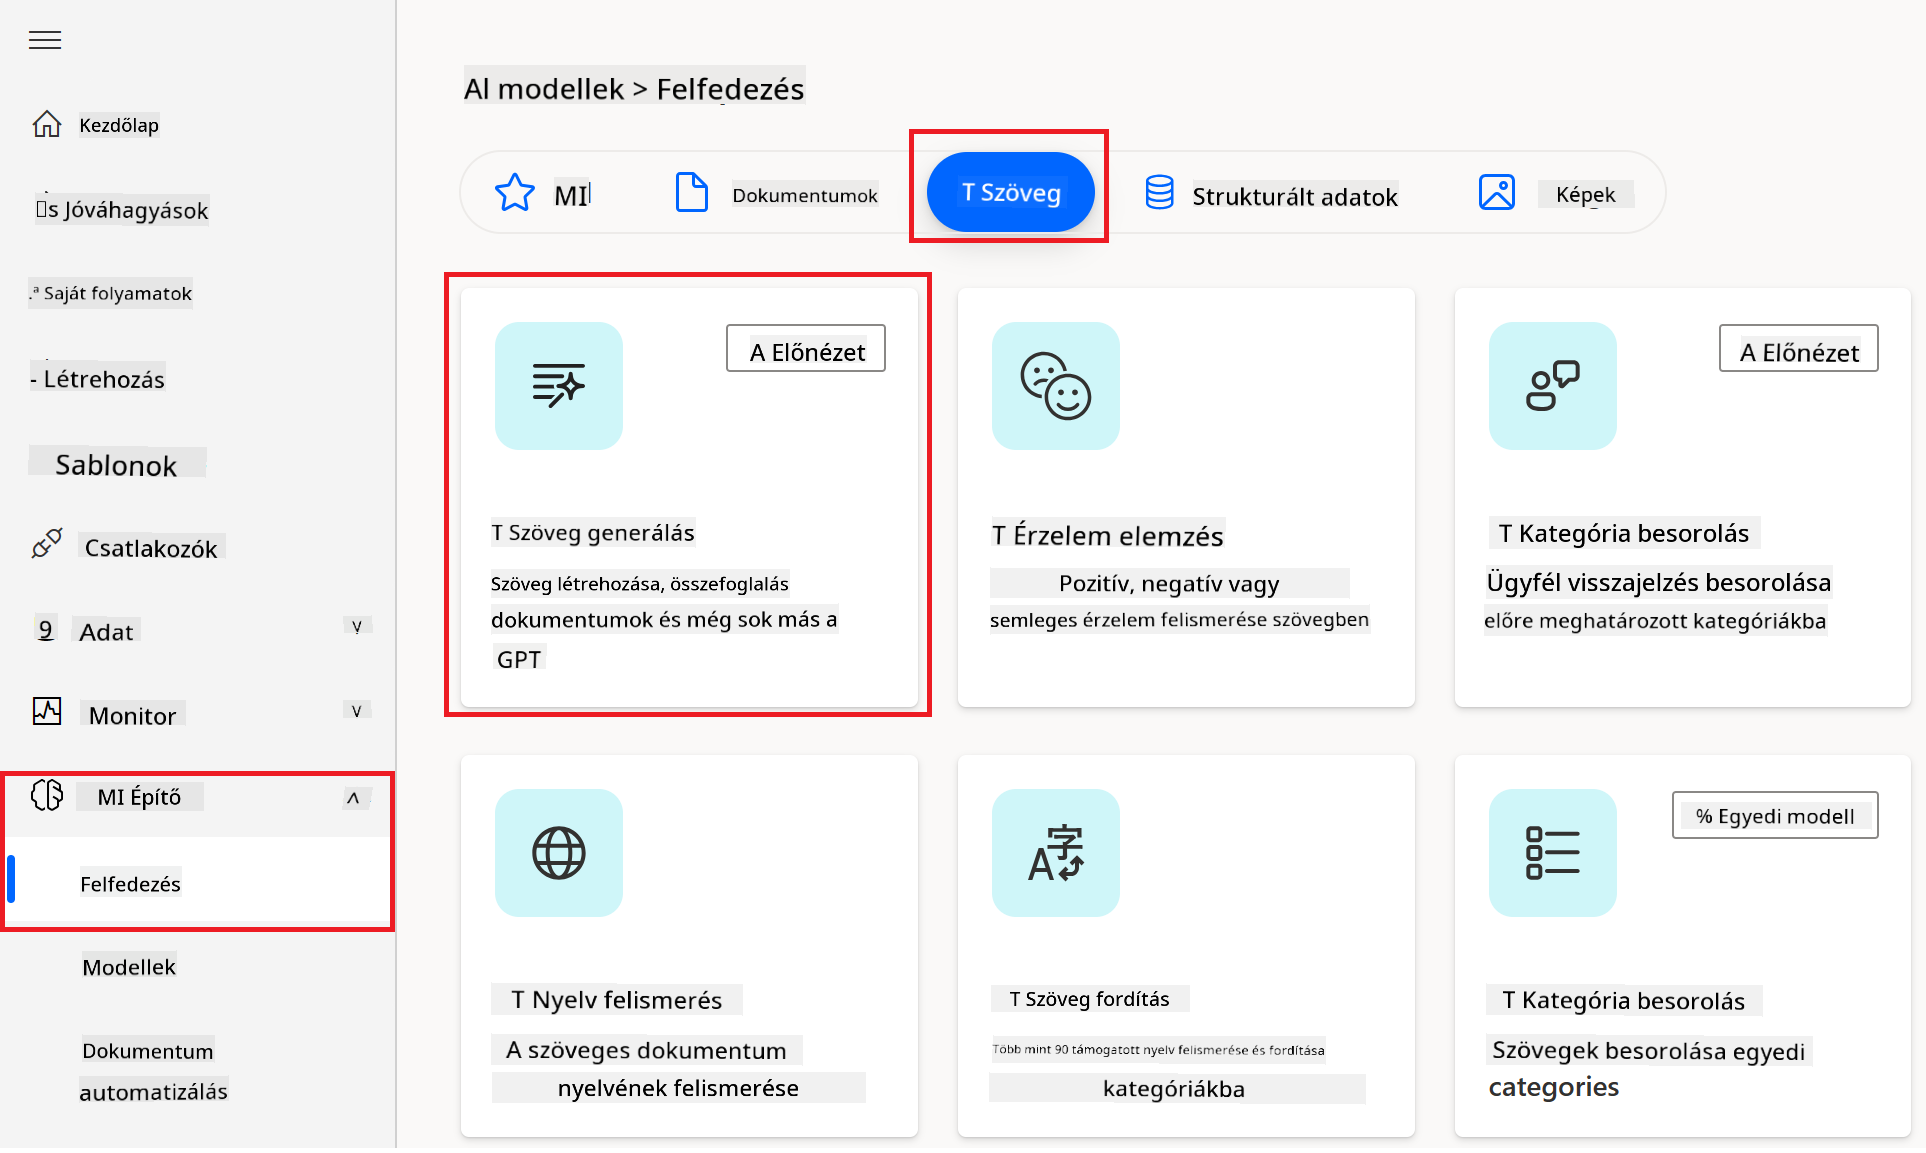 Kezdőlap
s Jóváhagyások
.ª Saját folyamatok
- Létrehozás
Sablonok
Csatlakozók
9 Adat
Monitor
MI Építő
Felfedezés
Modellek
Dokumentum
automatizálás
Al modellek > Felfedezés
MI
Dokumentumok
T Szöveg
Strukturált adatok
Képek
A Előnézet
T Szöveg generálás
Szöveg létrehozása, összefoglalás
dokumentumok és még sok más a
GPT
T Érzelem elemzés
Pozitív, negatív vagy
semleges érzelem felismerése szövegben
A Előnézet
T Kategória besorolás
Ügyfél visszajelzés besorolása
előre meghatározott kategóriákba
T Nyelv felismerés
A szöveges dokumentum
nyelvének felismerése
T Szöveg fordítás
Több mint 90 támogatott nyelv felismerése és fordítása
kategóriákba
% Egyedi modell
T Kategória besorolás
Szövegek besorolása egyedi
categories